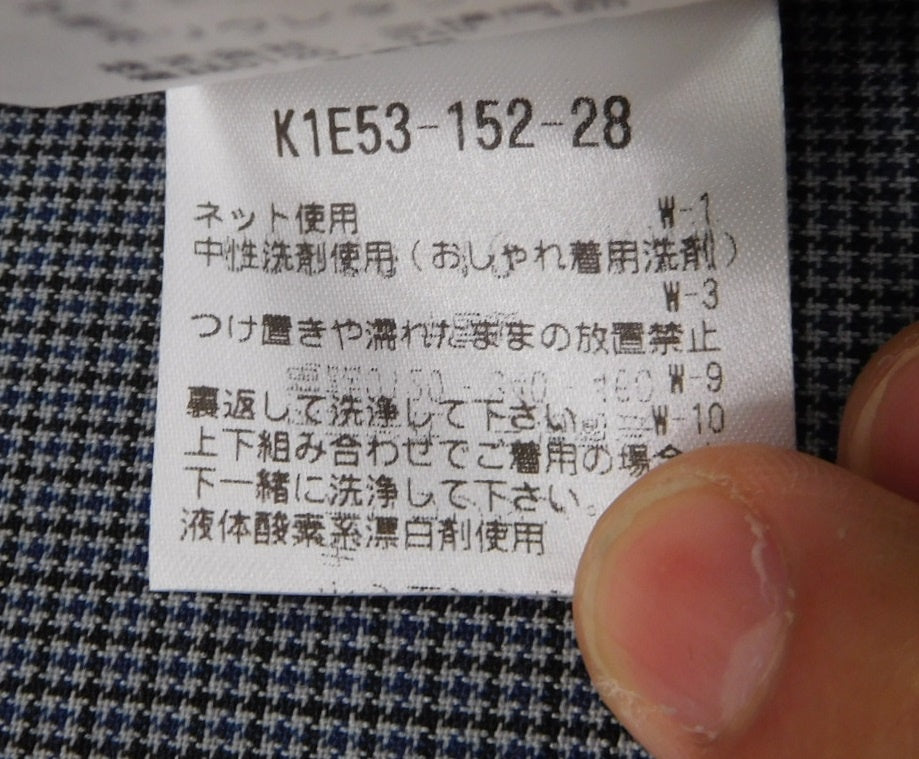 K1E53-152-28
ネット使用 W-1
中性洗剤使用（おしゃれ着用洗剤）
W-3
つけ置きや濡れたままの放置禁止
W-9
裏返して洗浄して下さい。 W-10
上下組み合わせでご着用の場合
下一緒に洗浄して下さい。
液体酸素系漂白剤使用